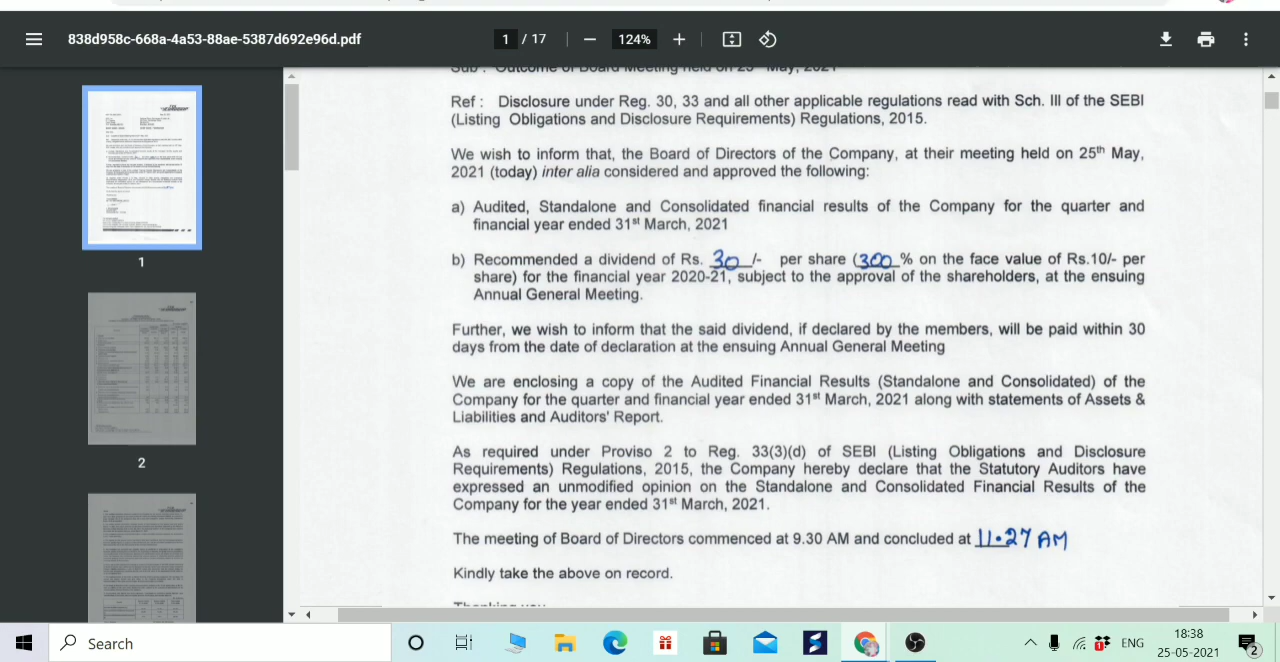 838d958c-668a-4a53-88ae-5387d692e96d.pdf
1 / 17
124%
Sub : Outcome of Board Meeting held on 25th May, 2021
Ref : Disclosure under Reg. 30, 33 and all other applicable regulations read with Sch. III of the SEBI
(Listing Obligations and Disclosure Requirements) Regulations, 2015.
We wish to inform that, the Board of Directors of the Company, at their meeting held on 25th May,
2021 (today) inter alia considered and approved the following:
a) Audited, Standalone and Consolidated financial results of the Company for the quarter and
financial year ended 31st March, 2021
b) Recommended a dividend of Rs. 30/- per share (300 % on the face value of Rs.10/- per
share) for the financial year 2020-21, subject to the approval of the shareholders, at the ensuing
Annual General Meeting.
Further, we wish to inform that the said dividend, if declared by the members, will be paid within 30
days from the date of declaration at the ensuing Annual General Meeting
We are enclosing a copy of the Audited Financial Results (Standalone and Consolidated) of the
Company for the quarter and financial year ended 31st March, 2021 along with statements of Assets &
Liabilities and Auditors' Report.
As required under Proviso 2 to Reg. 33(3)(d) of SEBI (Listing Obligations and Disclosure
Requirements) Regulations, 2015, the Company hereby declare that the Statutory Auditors have
expressed an unmodified opinion on the Standalone and Consolidated Financial Results of the
Company for the year ended 31st March, 2021.
The meeting of Board of Directors commenced at 9.30 AM and concluded at 11.27 AM
Kindly take the above on record.
Thanking you
1
2
Search
ENG
18:38
25-05-2021
2